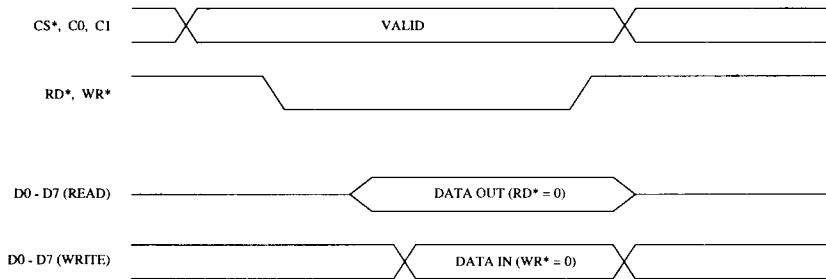 CS*, C0, C1
VALID
RD*, WR*
D0 - D7 (READ)
DATA OUT (RD* = 0)
D0 - D7 (WRITE)
DATA IN (WR* = 0)